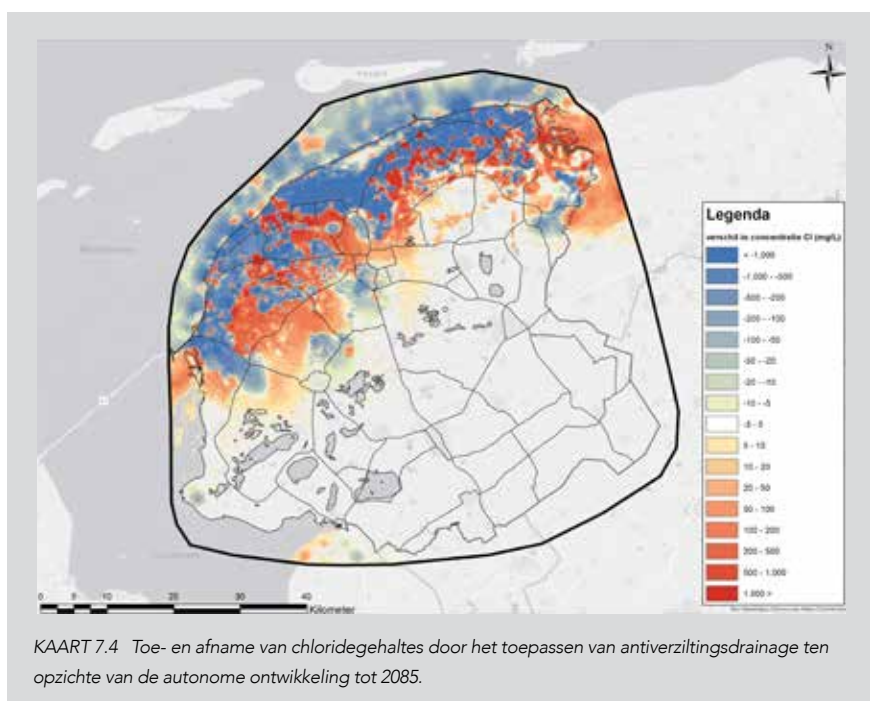 N
Legenda
verschil in concentratie Cl (mg/L)
< -1.000
-1.000 - -500
-500 - -200
-200 - -100
-100 - -50
-50 - -20
-20 - -10
-10 - -5
-5 - 5
5 - 10
10 - 20
20 - 50
50 - 100
100 - 200
200 - 500
500 - 1.000
1.000 >
0 5 10 20 30 40
Kilometer
KAART 7.4 Toe- en afname van chloridegehaltes door het toepassen van antiverziltingsdrainage ten
opzichte van de autonome ontwikkeling tot 2085.